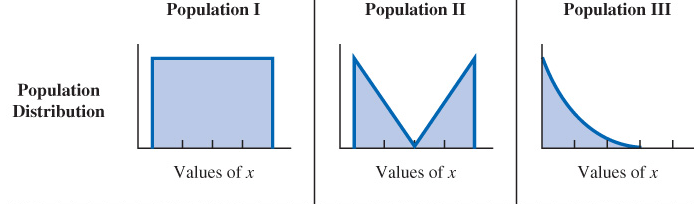 Population I
Population II
Population III
Population
Distribution
Values of x
Values of x
Values of x